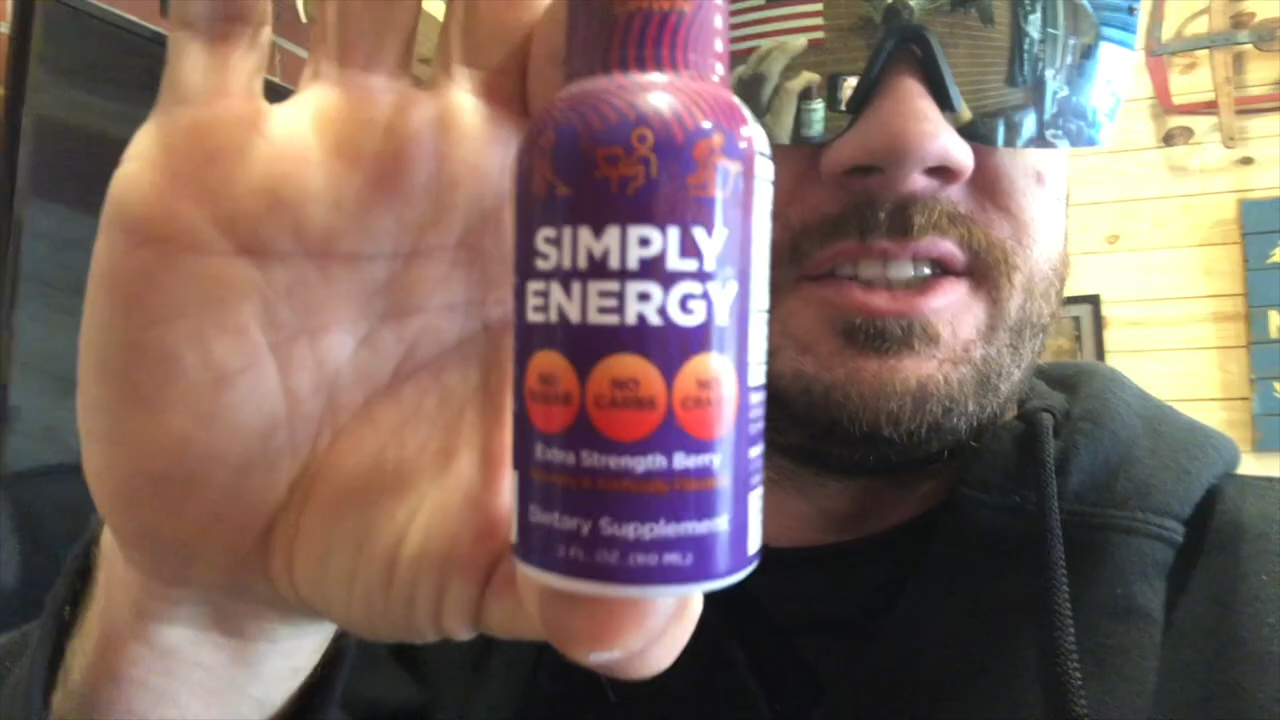 SIMPLY
ENERGY
NO
SUGAR
NO
CARBS
NO
Extra Strength Berry
Dietary Supplement
2 FL. OZ. (60 ML)